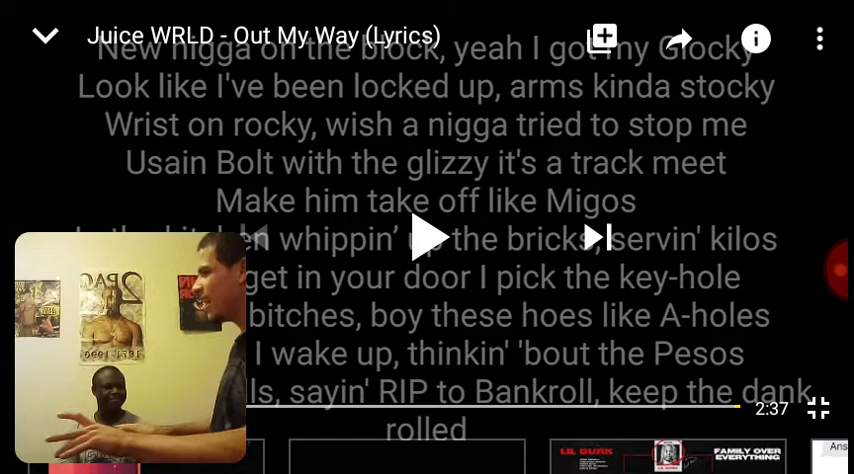 Juice WRLD - Out My Way (Lyrics)
New nigga on the block, yeah I got my Glocky
Look like I've been locked up, arms kinda stocky
Wrist on rocky, wish a nigga tried to stop me
Usain Bolt with the glizzy it's a track meet
Make him take off like Migos
whippin' up the bricks, servin' kilos
get in your door I pick the key-hole
bitches, boy these hoes like A-holes
I wake up, thinkin' 'bout the Pesos
sayin' RIP to Bankroll, keep the dank
rolled
2:37
2PAC
LIL DURK
FAMILY OVER
EVERYTHING
Ans